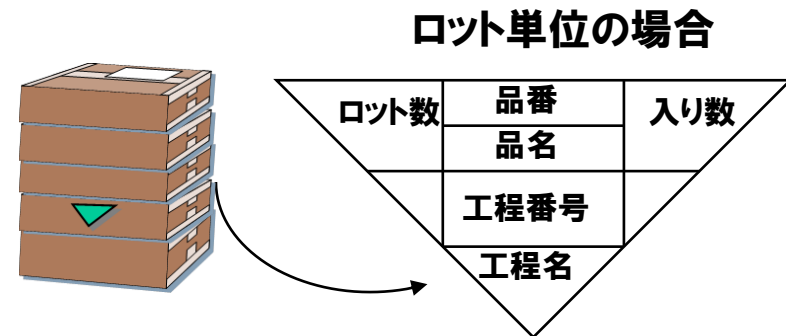 ロット単位の場合
ロット数
品番
入り数
品名
工程番号
工程名